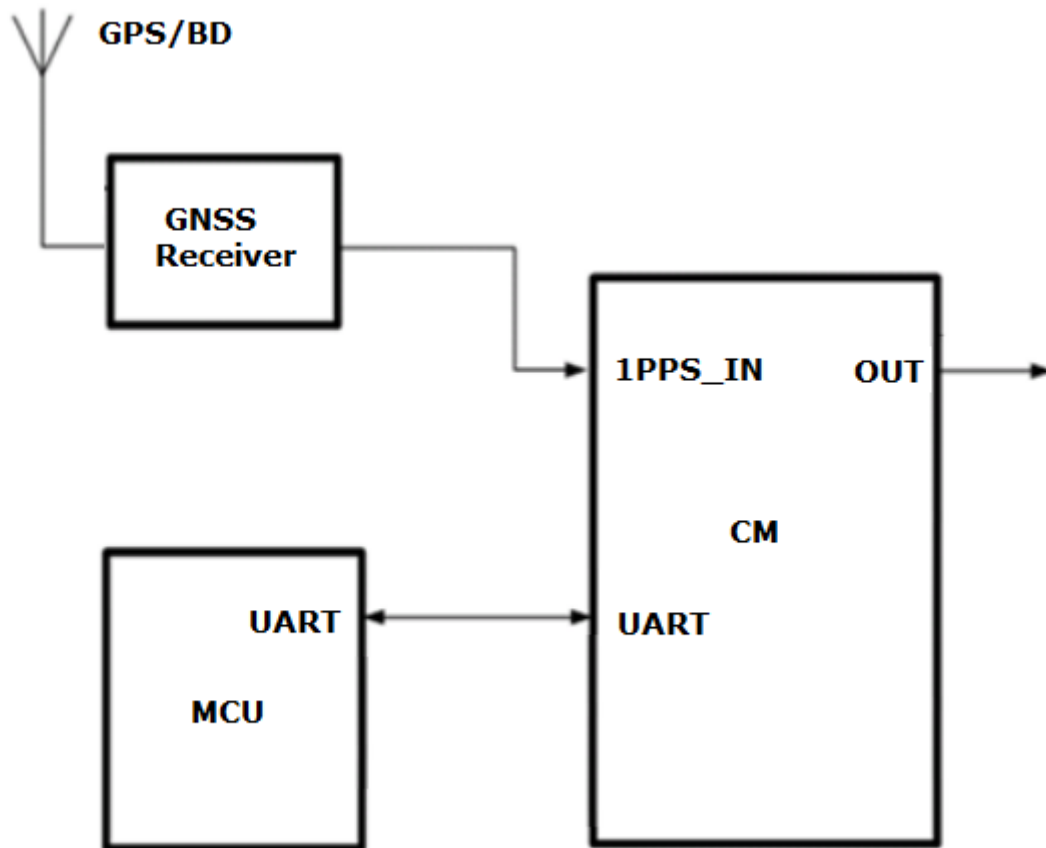 GPS/BD
GNSS
Receiver
1PPS_IN
OUT
CM
UART
UART
MCU